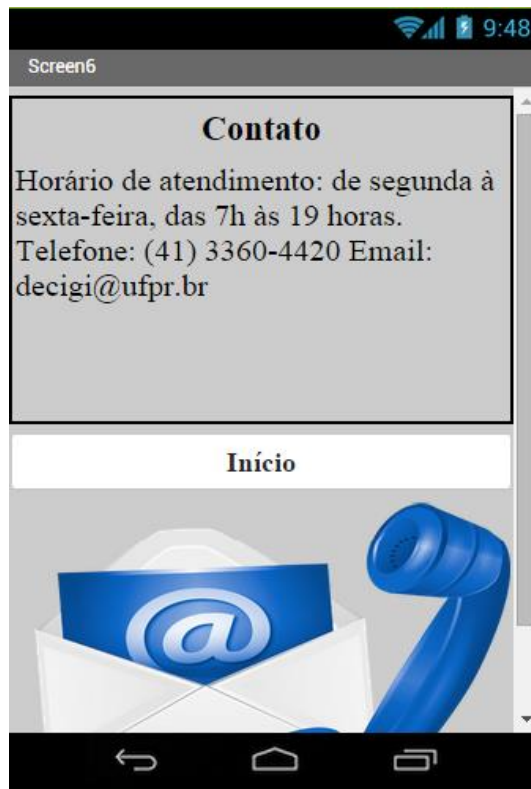 9:48
Screen6
Contato
Horário de atendimento: de segunda à
sexta-feira, das 7h às 19 horas.
Telefone: (41) 3360-4420 Email:
decigi@ufpr.br
Início
@